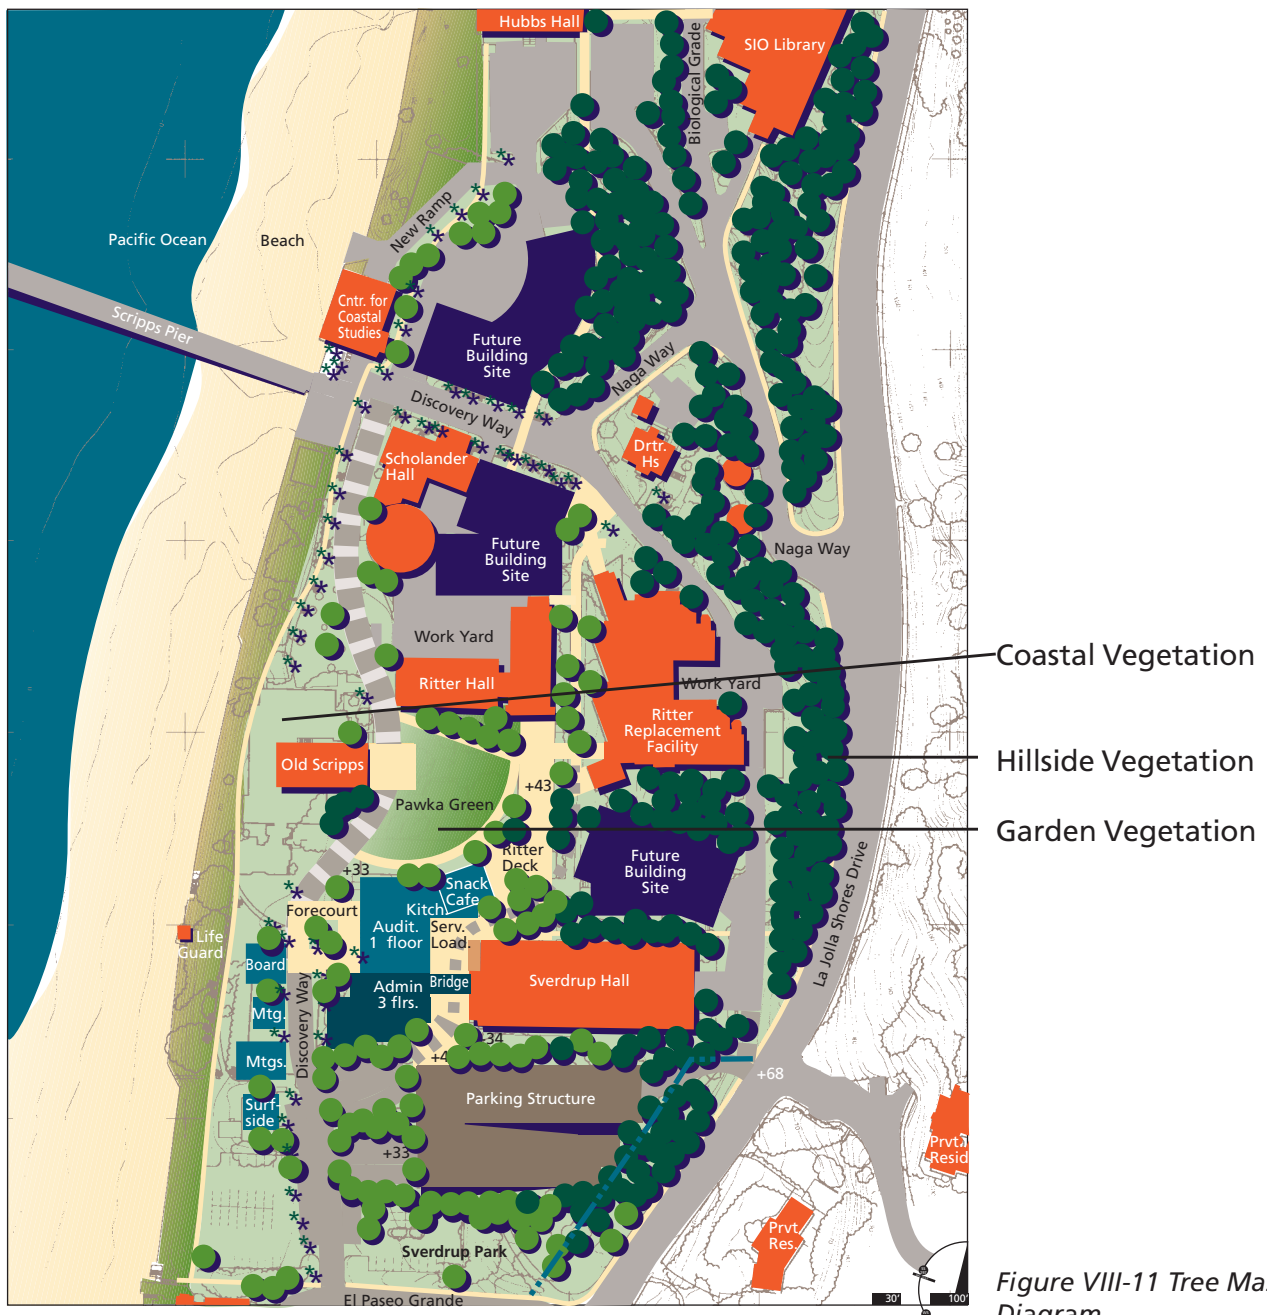 Hubbs Hall
SIO Library
Biological Grade
New Ramp
Pacific Ocean
Beach
Scripps Pier
Cntr. for
Coastal
Studies
Future
Building
Site
Naga Way
Discovery Way
Drtr.
Hs
Scholander
Hall
Future
Building
Site
Naga Way
Work Yard
Coastal Vegetation
Ritter Hall
Work Yard
Ritter
Replacement
Facility
Old Scripps
Hillside Vegetation
+43
Pawka Green
Garden Vegetation
Ritter
Deck
Future
Building
Site
+33
Snack
Cafe
Kitch.
Forecourt
Audit.
1 floor
Serv.
Load.
La Jolla Shores Drive
Life
Guard
Board
Bridge
Admin
3 flrs.
Sverdrup Hall
Mtg.
Discovery Way
-34
+4
Mtgs.
+68
Surf-
side
Parking Structure
+33
Prvt.
Resid
Prvt
Res.
Sverdrup Park
El Paseo Grande
30'
100'
Figure VIII-11 Tree Ma
Diagram